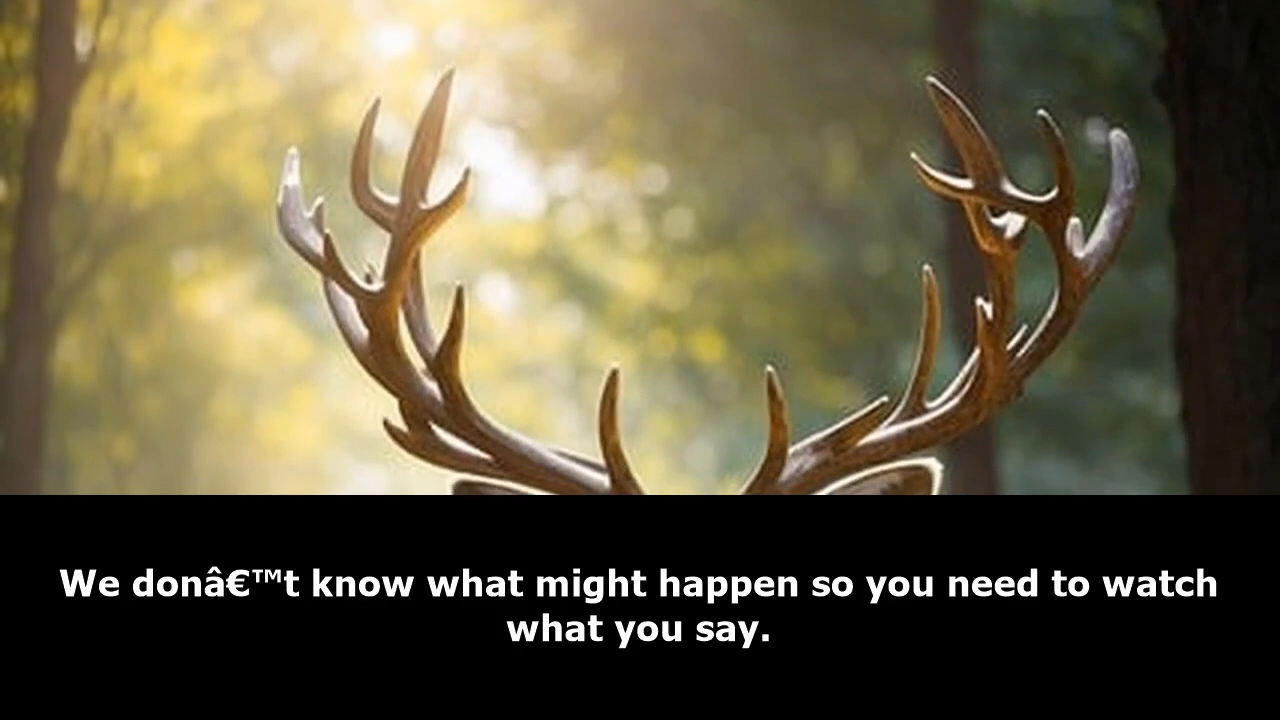 We donâ€™t know what might happen so you need to watch
what you say.